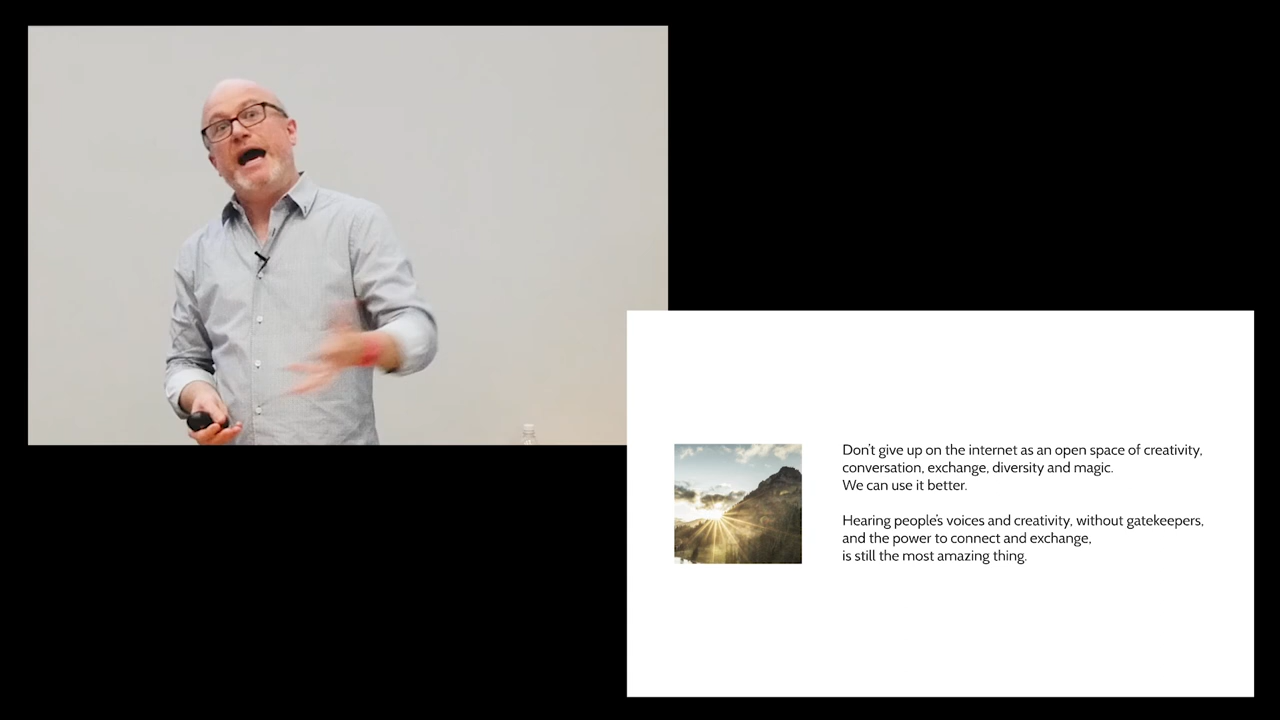 Don't give up on the internet as an open space of creativity,
conversation, exchange, diversity and magic.
We can use it better.
Hearing people's voices and creativity, without gatekeepers,
and the power to connect and exchange,
is still the most amazing thing.